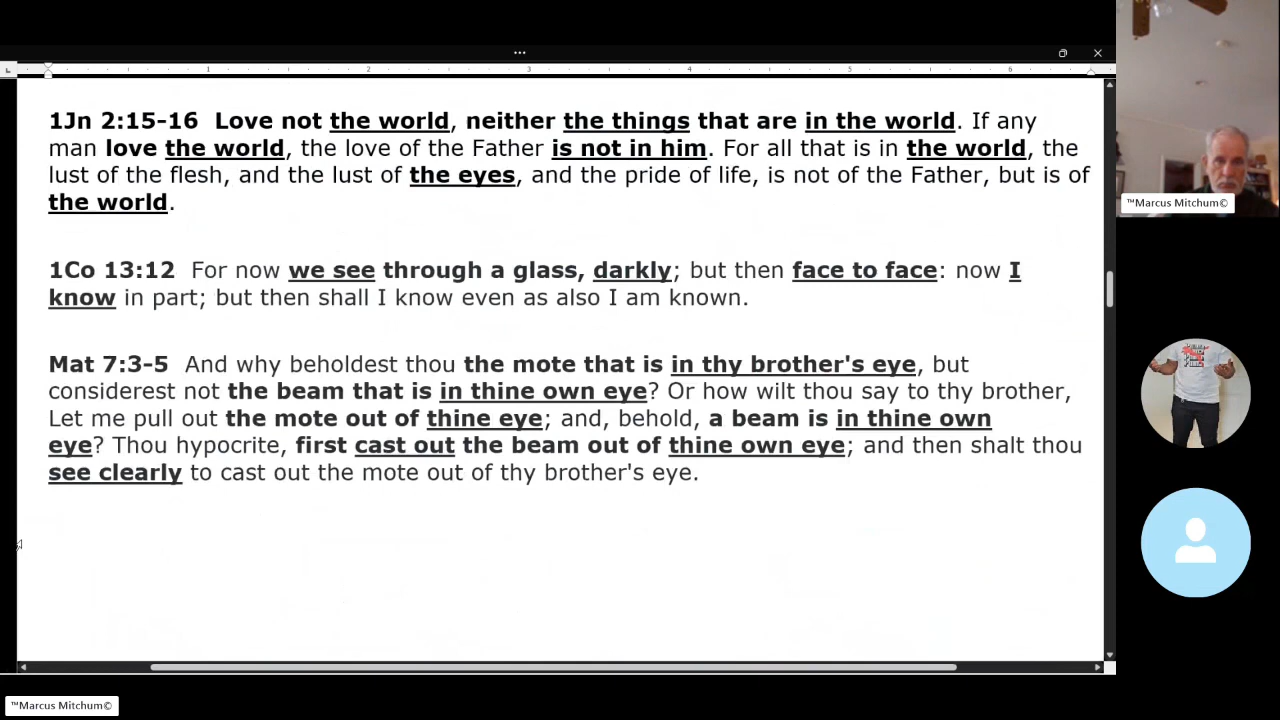 1 2 3 4 5 6
1Jn 2:15-16  Love not the world, neither the things that are in the world. If any
man love the world, the love of the Father is not in him. For all that is in the world, the
lust of the flesh, and the lust of the eyes, and the pride of life, is not of the Father, but is of
the world.
1Co 13:12  For now we see through a glass, darkly; but then face to face: now I
know in part; but then shall I know even as also I am known.
Mat 7:3-5  And why beholdest thou the mote that is in thy brother's eye, but
considerest not the beam that is in thine own eye? Or how wilt thou say to thy brother,
Let me pull out the mote out of thine eye; and, behold, a beam is in thine own
eye? Thou hypocrite, first cast out the beam out of thine own eye; and then shalt thou
see clearly to cast out the mote out of thy brother's eye.
™Marcus Mitchum©
™Marcus Mitchum©